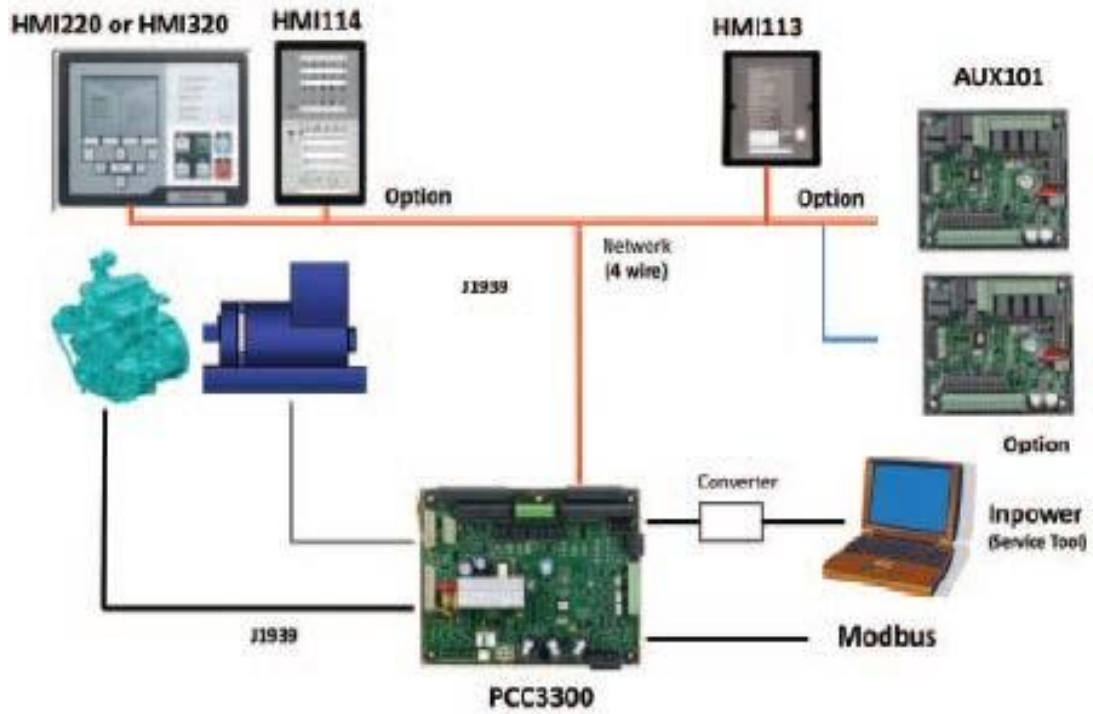 HMI220 or HMI320
HMI114
HMI113
AUX101
Option
Option
Network
(4 wire)
J1939
Option
Converter
Inpower
(Service Tool)
J1939
Modbus
PCC3300